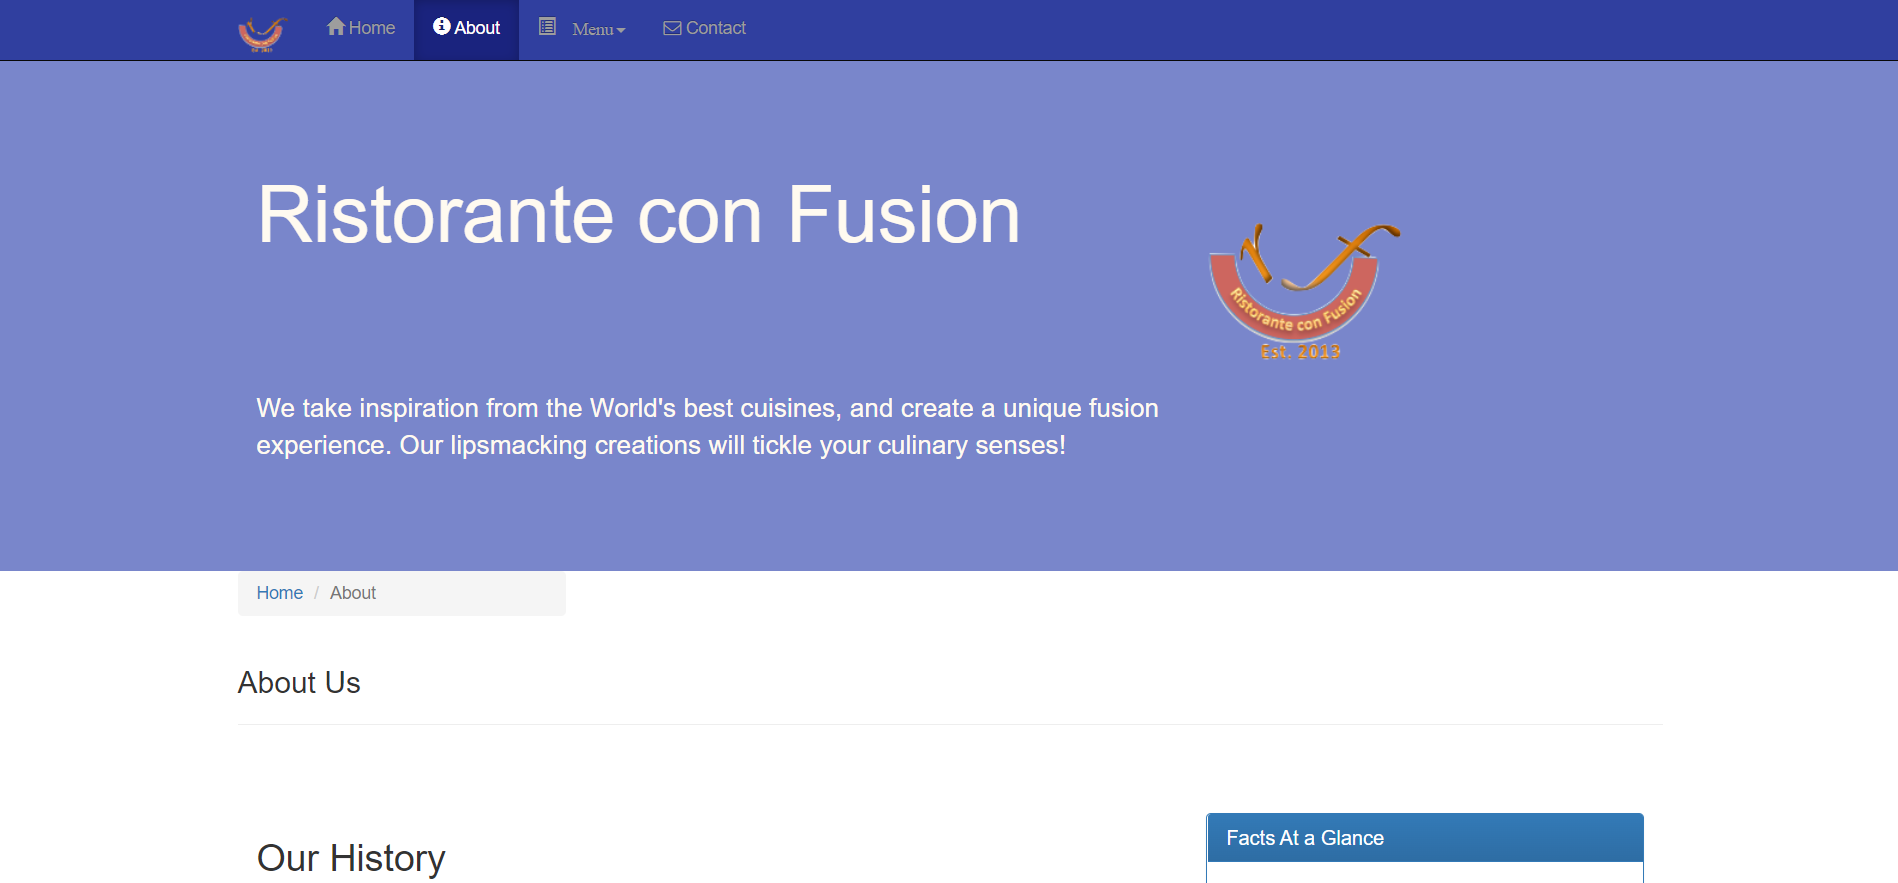 Home
About
Menu
Contact
Ristorante con Fusion
Ristorante con Fusion
Est. 2013
We take inspiration from the World's best cuisines, and create a unique fusion
experience. Our lipsmacking creations will tickle your culinary senses!
Home / About
About Us
Our History
Facts At a Glance